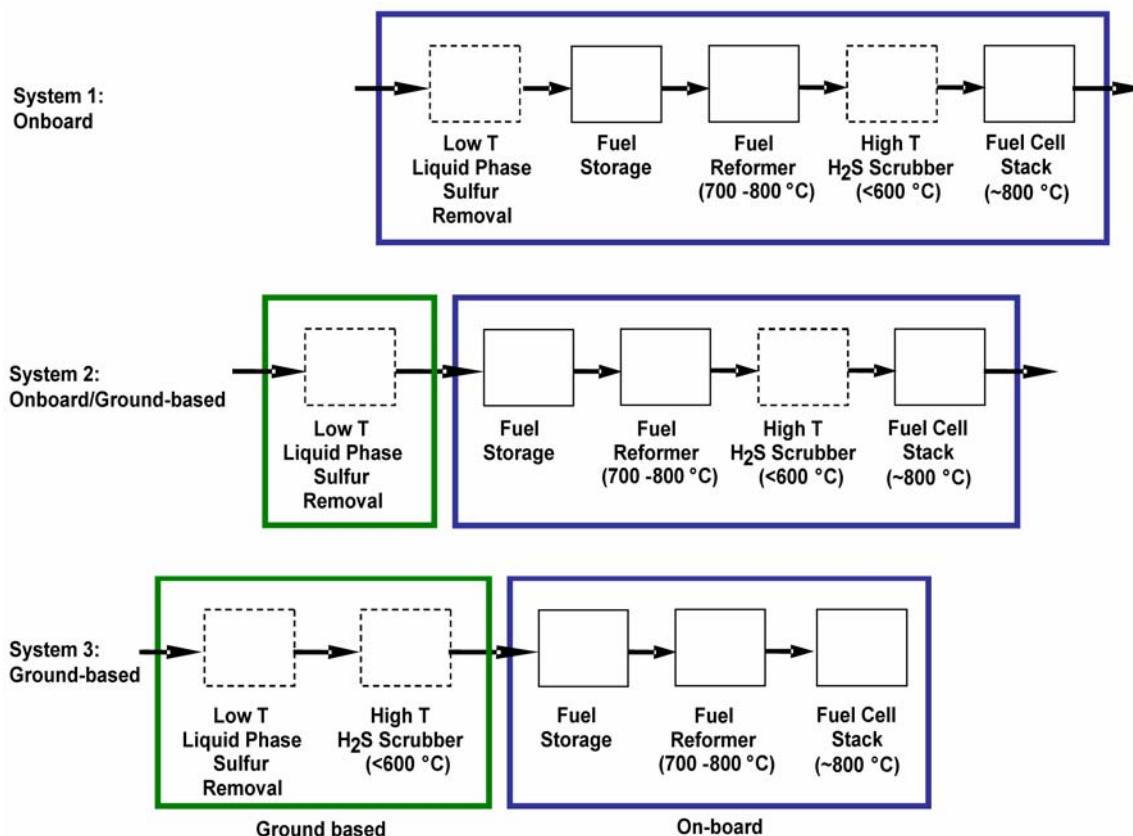 System 1:
Onboard
Low T
Liquid Phase
Sulfur
Removal
Fuel
Storage
Fuel
Reformer
(700 -800 °C)
High T
H2S Scrubber
(<600 °C)
Fuel Cell
Stack
(~800 °C)
System 2:
Onboard/Ground-based
Low T
Liquid Phase
Sulfur
Removal
Fuel
Storage
Fuel
Reformer
(700 -800 °C)
High T
H2S Scrubber
(<600 °C)
Fuel Cell
Stack
(~800 °C)
System 3:
Ground-based
Low T
Liquid Phase
Sulfur
Removal
High T
H2S Scrubber
(<600 °C)
Fuel
Storage
Fuel
Reformer
(700 -800 °C)
Fuel Cell
Stack
(~800 °C)
Ground based
On-board